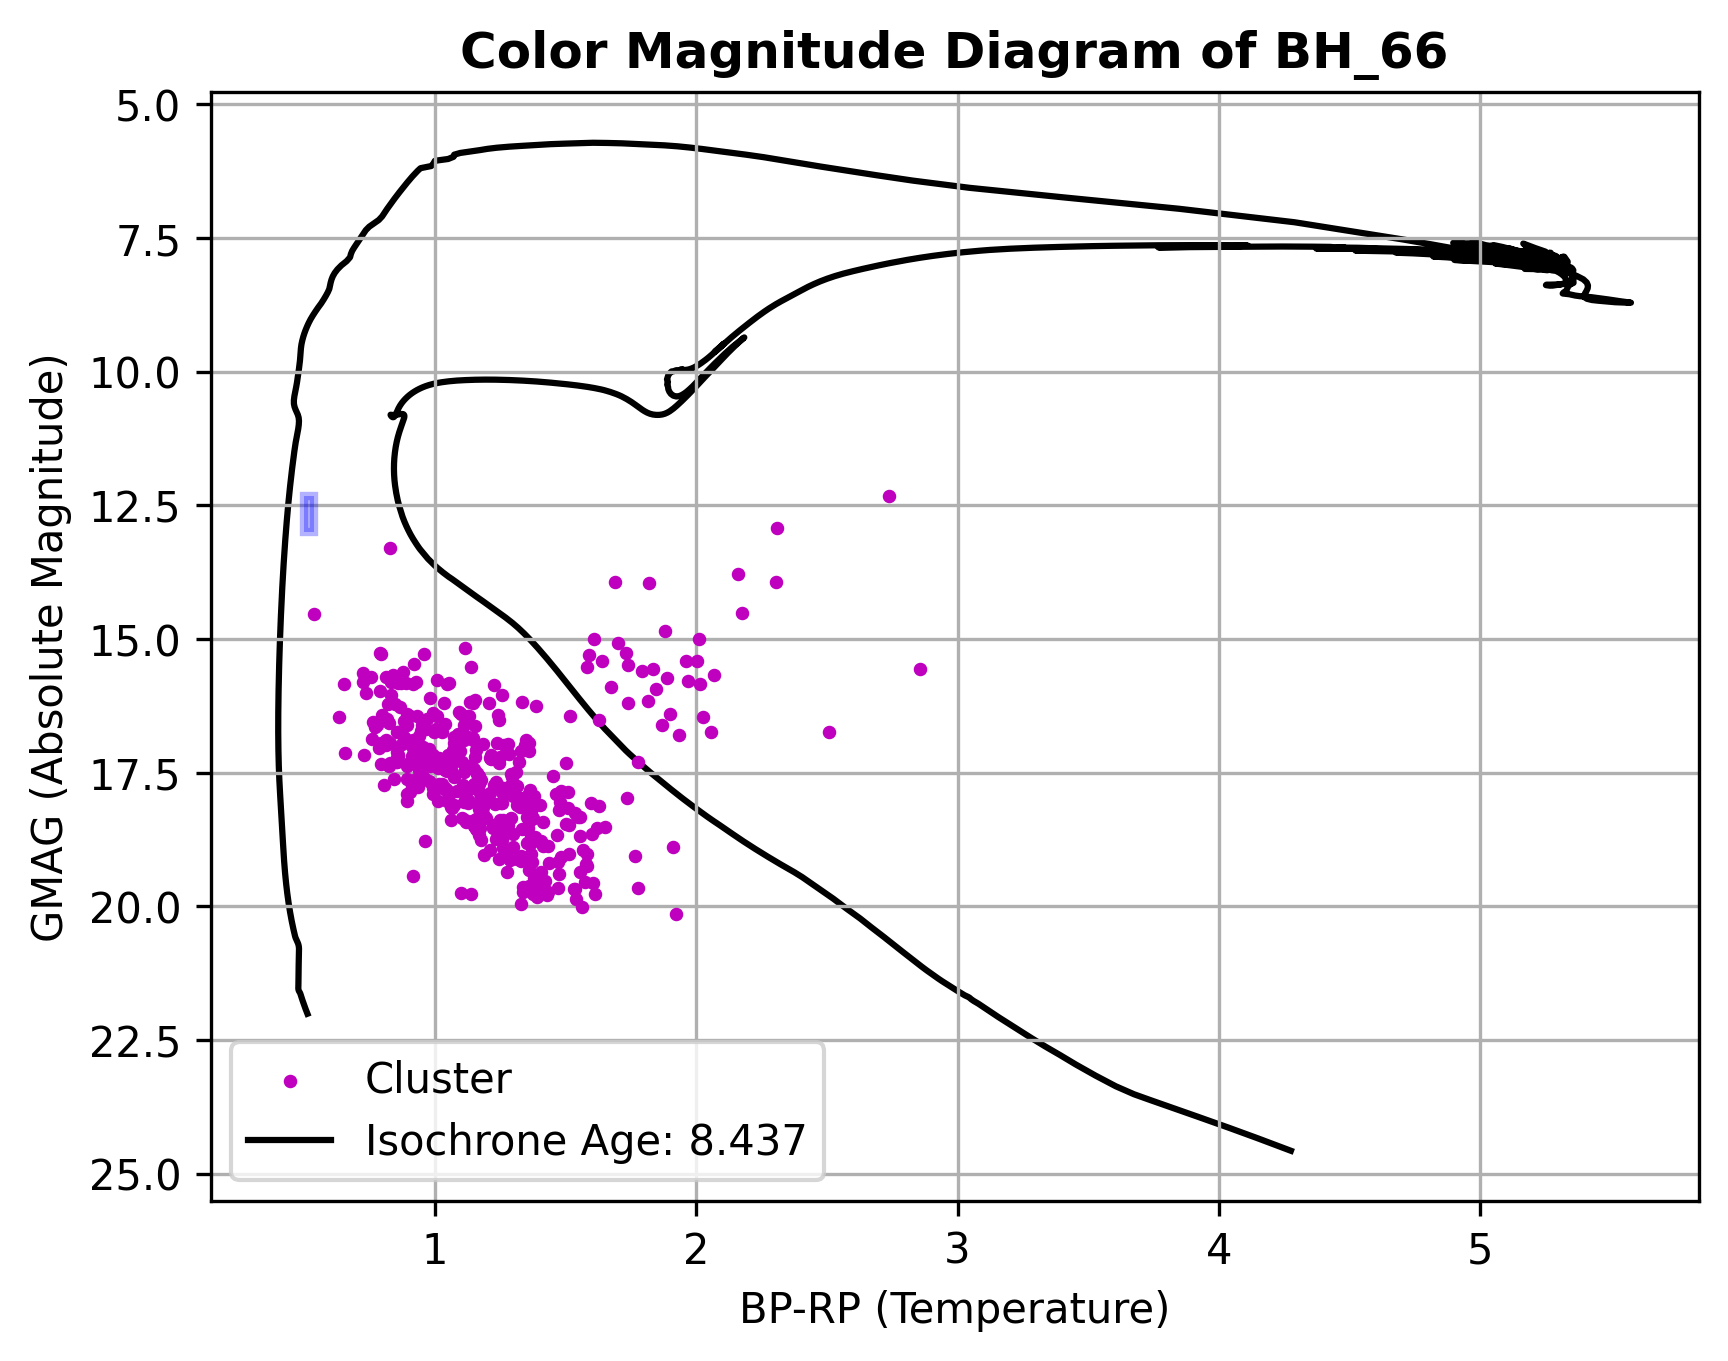 Color Magnitude Diagram of BH_66
5.0
7.5
10.0
12.5
15.0
17.5
20.0
22.5
25.0
GMAG (Absolute Magnitude)
Cluster
Isochrone Age: 8.437
1 2 3 4 5
BP-RP (Temperature)